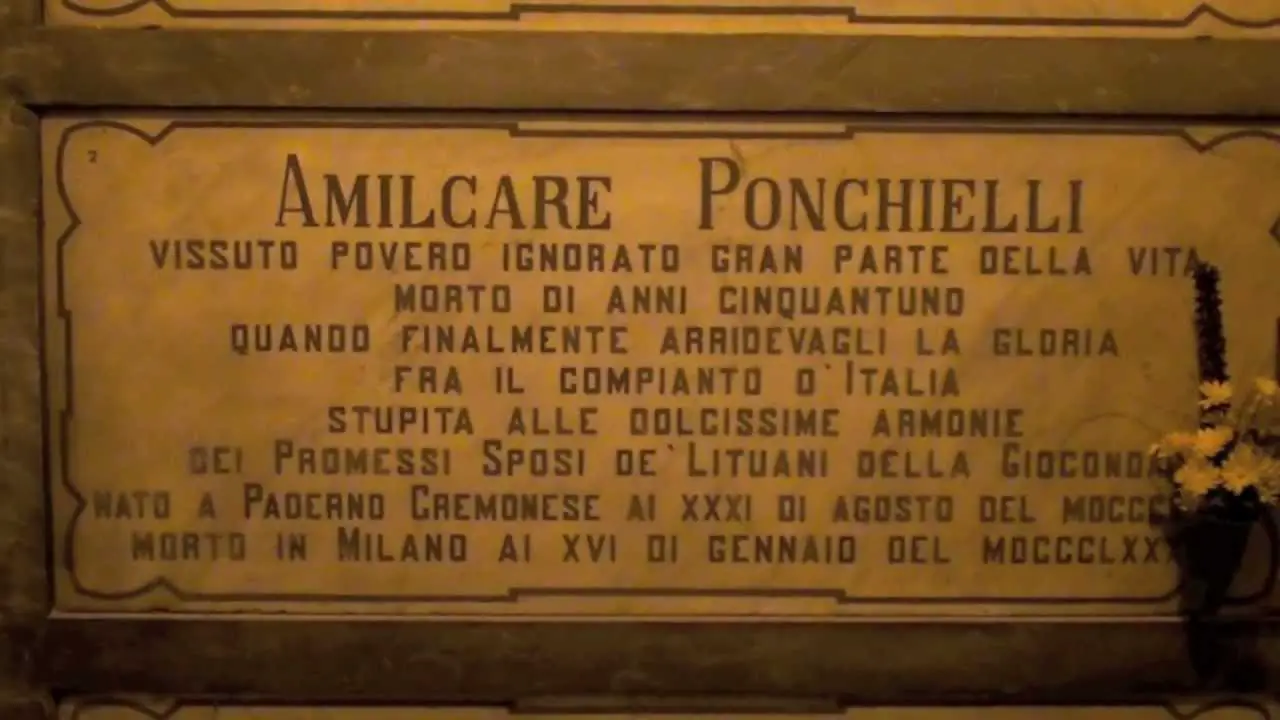 2
AMILCARE PONCHIELLI
VISSUTO POVERO IGNORATO GRAN PARTE DELLA VITA
MORTO DI ANNI CINQUANTUNO
QUANDO FINALMENTE ARRIDEVAGLI LA GLORIA
FRA IL COMPIANTO D'ITALIA
STUPITA ALLE DOLCISSIME ARMONIE
DEI PROMESSI SPOSI DE' LITUANI DELLA GIOCONDA
NATO A PADERNO CREMONESE AI XXXI DI AGOSTO DEL
MORTO IN MILANO AI XVI DI GENNAIO DEL